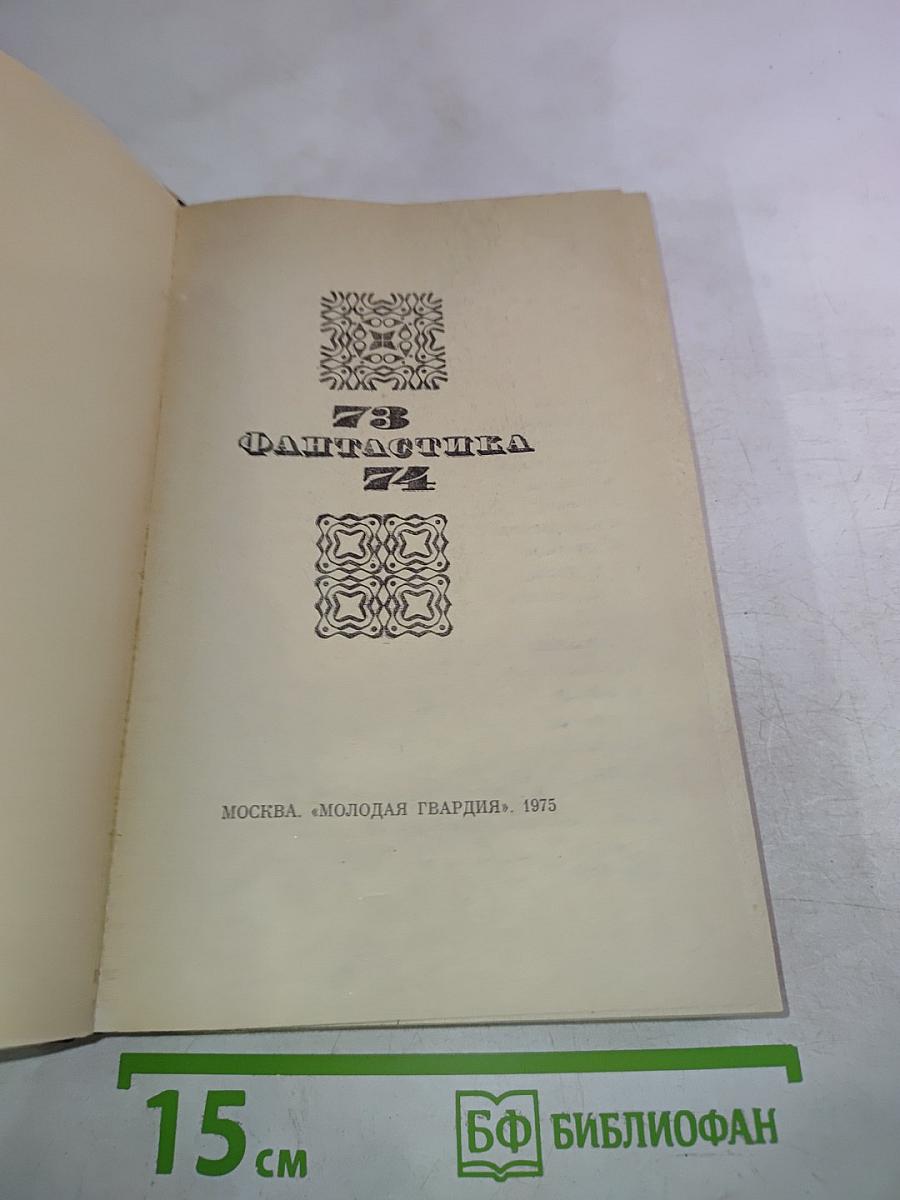 73
ФАНТАСТИКА
74
МОСКВА. «МОЛОДАЯ ГВАРДИЯ». 1975
15 см
БФ БИБЛИОФАН